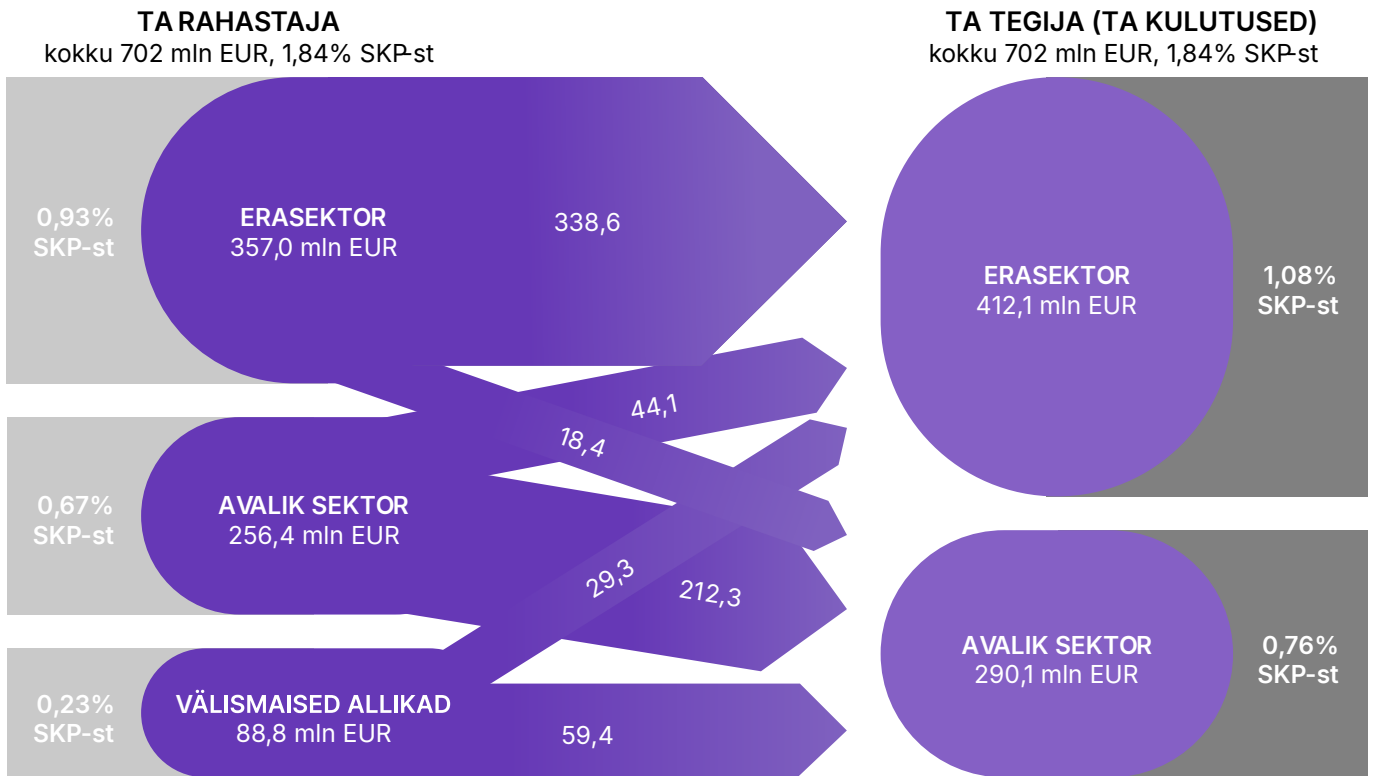 TA RAHASTAJA
kokku 702 mln EUR, 1,84% SKP-st
TA TEGIJA (TA KULUTUSED)
kokku 702 mln EUR, 1,84% SKP-st
0,93%
SKP-st
ERASEKTOR
357,0 mln EUR
338,6
ERASEKTOR
412,1 mln EUR
1,08%
SKP-st
44,1
18,4
0,67%
SKP-st
AVALIK SEKTOR
256,4 mln EUR
29,3
212,3
AVALIK SEKTOR
290,1 mln EUR
0,76%
SKP-st
0,23%
SKP-st
VÄLISMAISED ALLIKAD
88,8 mln EUR
59,4